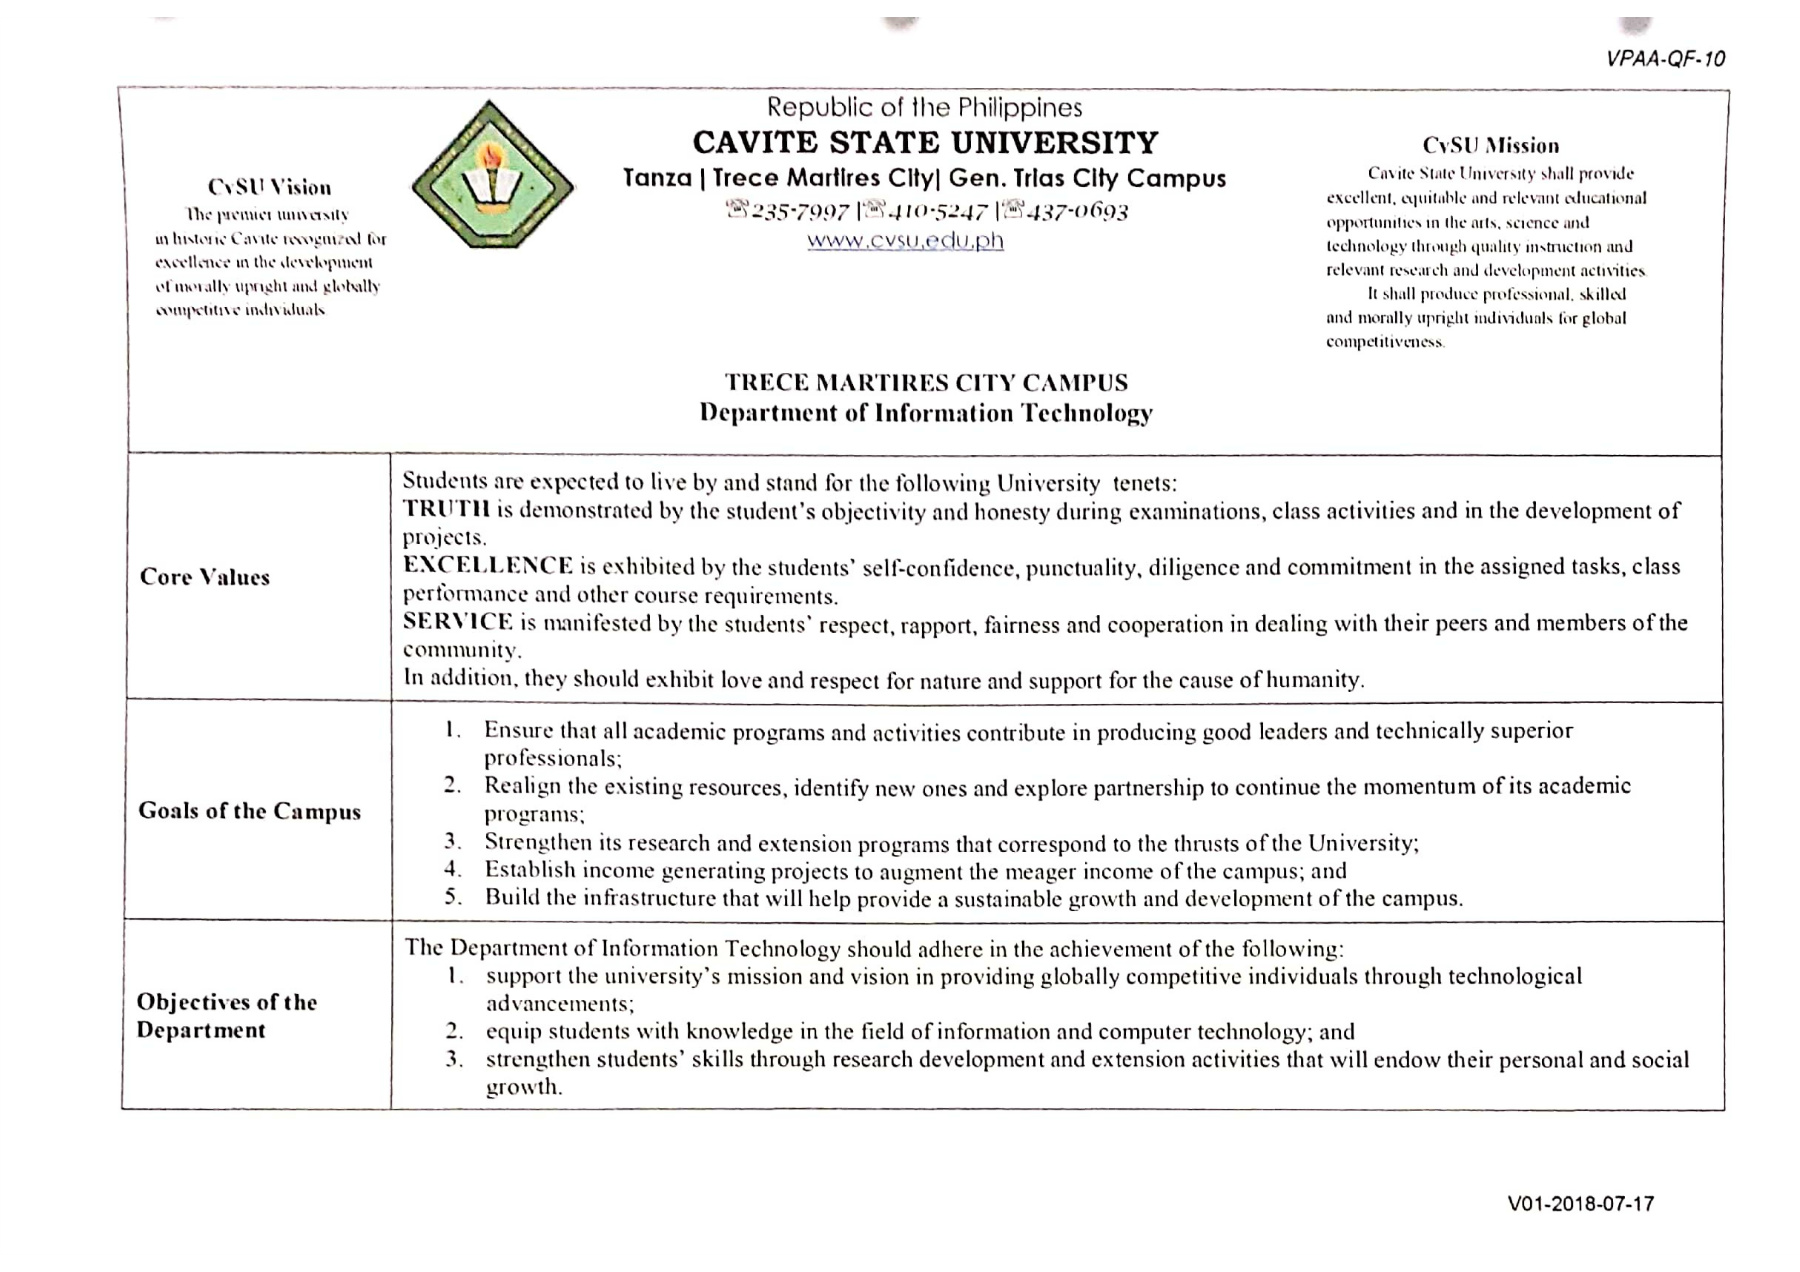 VPAA-QF-10
Republic of the Philippines
CAVITE STATE UNIVERSITY
Tanza | Trece Martires City| Gen. Trias City Campus
☏235-7997 |☏410-5247 |☏437-0693
www.cvsu.edu.ph
CvSU Vision
The premier university
in historic Cavite recognized for
excellence in the development
of morally upright and globally
competitive individuals
CvSU Mission
Cavite State University shall provide
excellent, equitable and relevant educational
opportunities in the arts, science and
technology through quality instruction and
relevant research and development activities
It shall produce professional, skilled
and morally upright individuals for global
competitiveness.
TRECE MARTIRES CITY CAMPUS
Department of Information Technology
Core Values
Students are expected to live by and stand for the following University tenets:
TRUTH is demonstrated by the student's objectivity and honesty during examinations, class activities and in the development of
projects.
EXCELLENCE is exhibited by the students' self-confidence, punctuality, diligence and commitment in the assigned tasks, class
performance and other course requirements.
SERVICE is manifested by the students' respect, rapport, fairness and cooperation in dealing with their peers and members of the
community.
In addition, they should exhibit love and respect for nature and support for the cause of humanity.
Goals of the Campus
1. Ensure that all academic programs and activities contribute in producing good leaders and technically superior
professionals;
2. Realign the existing resources, identify new ones and explore partnership to continue the momentum of its academic
programs;
3. Strengthen its research and extension programs that correspond to the thrusts of the University;
4. Establish income generating projects to augment the meager income of the campus; and
5. Build the infrastructure that will help provide a sustainable growth and development of the campus.
Objectives of the
Department
The Department of Information Technology should adhere in the achievement of the following:
1. support the university's mission and vision in providing globally competitive individuals through technological
advancements;
2. equip students with knowledge in the field of information and computer technology; and
3. strengthen students' skills through research development and extension activities that will endow their personal and social
growth.
V01-2018-07-17